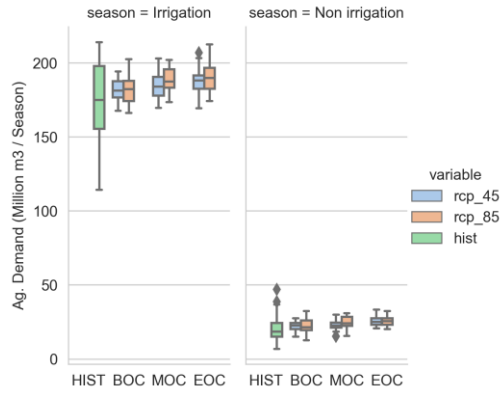 season = Irrigation
season = Non irrigation
Ag. Demand (Million m3 / Season)
200
150
100
50
0
HIST BOC MOC EOC
HIST BOC MOC EOC
variable
rcp_45
rcp_85
hist